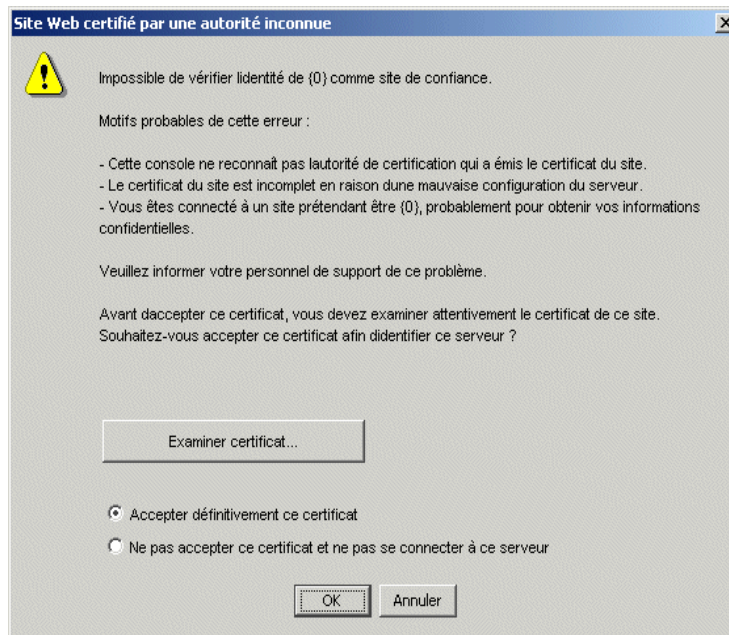 Site Web certifié par une autorité inconnue
Impossible de vérifier lidentité de {0} comme site de confiance.
Motifs probables de cette erreur :
- Cette console ne reconnaît pas lautorité de certification qui a émis le certificat du site.
- Le certificat du site est incomplet en raison dune mauvaise configuration du serveur.
- Vous êtes connecté à un site prétendant être {0}, probablement pour obtenir vos informations
confidentielles.
Veuillez informer votre personnel de support de ce problème.
Avant daccepter ce certificat, vous devez examiner attentivement le certificat de ce site.
Souhaitez-vous accepter ce certificat afin didentifier ce serveur ?
Examiner certificat...
Accepter définitivement ce certificat
Ne pas accepter ce certificat et ne pas se connecter à ce serveur
OK Annuler